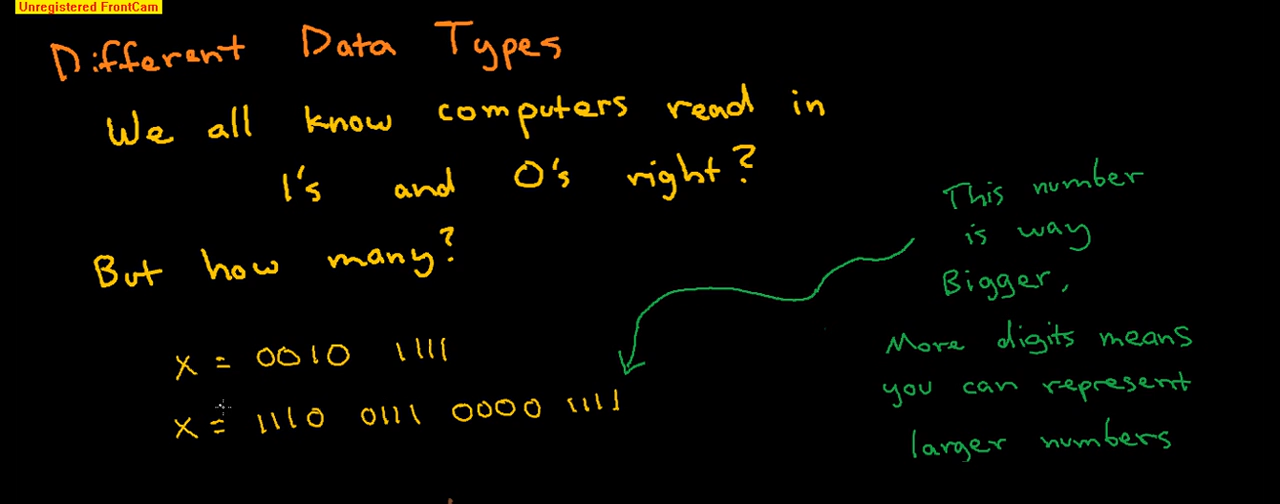 Unregistered FrontCam
Different Data Types
We all know computers read in
1's and 0's right?
But how many?
x = 0010 1111
x = 1110 0111 0000 1111
This number
is way
Bigger,
More digits means
you can represent
larger numbers